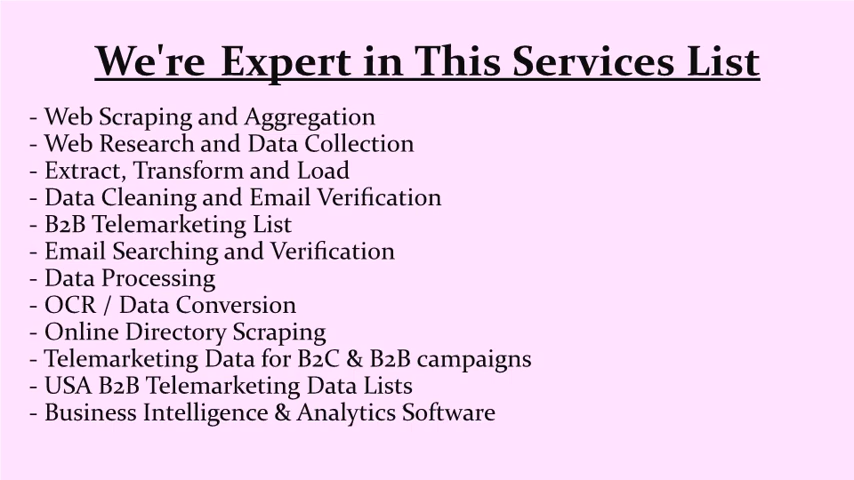 We're Expert in This Services List
- Web Scraping and Aggregation
- Web Research and Data Collection
- Extract, Transform and Load
- Data Cleaning and Email Verification
- B2B Telemarketing List
- Email Searching and Verification
- Data Processing
- OCR / Data Conversion
- Online Directory Scraping
- Telemarketing Data for B2C & B2B campaigns
- USA B2B Telemarketing Data Lists
- Business Intelligence & Analytics Software